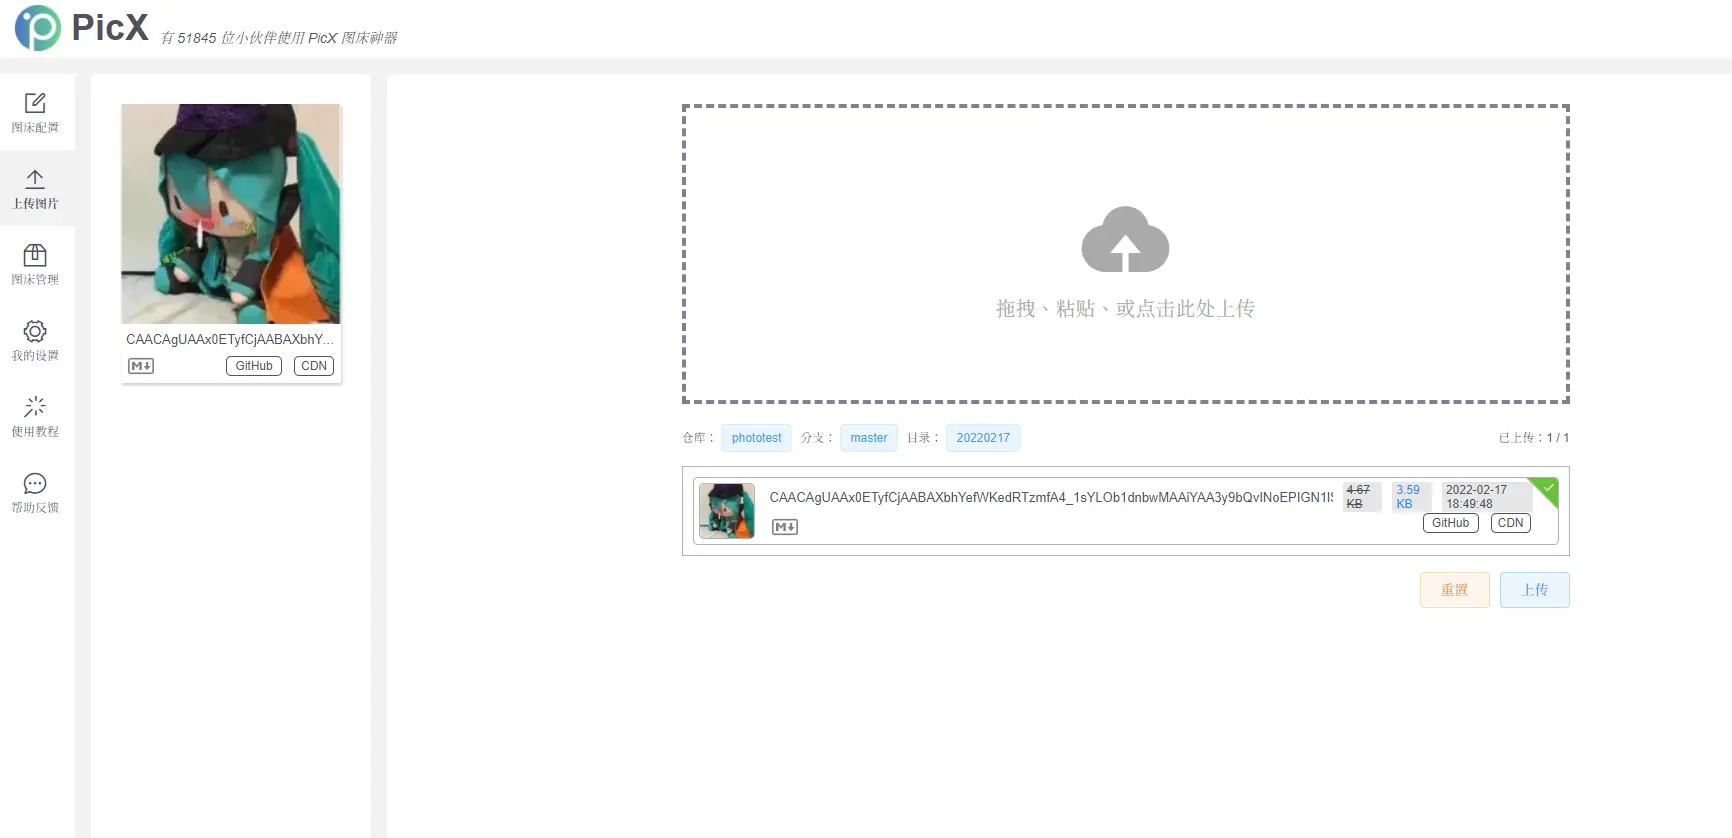 PicX
有 51845 位小伙伴使用 PicX 图床神器
图床配置
上传图片
图床管理
我的设置
使用教程
帮助反馈
CAACAgUAAx0ETyfCjAABAXbhY...
M↓ GitHub CDN
拖拽、粘贴、或点击此处上传
仓库： phototest 分支： master 目录： 20220217 已上传：1 / 1
CAACAgUAAx0ETyfCjAABAXbhYefWKedRTzmfA4_1sYLOb1dnbwMAAiYAA3y9bQvINoEPIGN1IS
4.67 KB
3.59 KB
2022-02-17 18:49:48
M↓ GitHub CDN
重置 上传